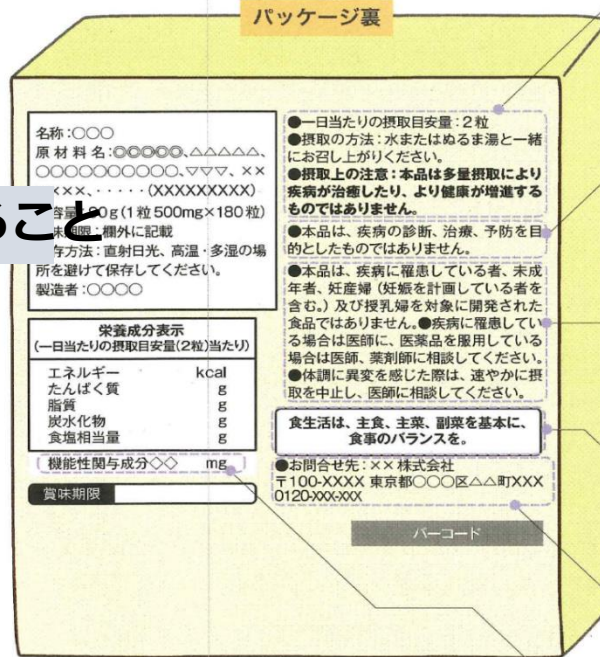 パッケージ裏
名称:○○○
原材料名:◎◎◎◎◎、△△△△△、
○○○○○○○○○○、▽▽▽、××
×××、・・・・・(XXXXXXXXX)
ること
容量:90g(1粒500mg×180粒)
味期限:欄外に記載
存方法:直射日光、高温・多湿の場
所を避けて保存してください。
製造者:○○○○
栄養成分表示
(一日当たりの摂取目安量(2粒)当たり)
エネルギー kcal
たんぱく質 g
脂質 g
炭水化物 g
食塩相当量 g
機能性関与成分◇◇ mg
賞味期限
●一日当たりの摂取目安量:2粒
●摂取の方法:水またはぬるま湯と一緒
にお召し上がりください。
●摂取上の注意:本品は多量摂取により
疾病が治癒したり、より健康が増進する
ものではありません。
●本品は、疾病の診断、治療、予防を目
的としたものではありません。
●本品は、疾病に罹患している者、未成
年者、妊産婦(妊娠を計画している者を
含む。)及び授乳婦を対象に開発された
食品ではありません。●疾病に罹患してい
る場合は医師に、医薬品を服用している
場合は医師、薬剤師に相談してください。
●体調に異変を感じた際は、速やかに摂
取を中止し、医師に相談してください。
食生活は、主食、主菜、副菜を基本に、
食事のバランスを。
●お問合せ先:××株式会社
〒100-XXXX 東京都○○○区△△町XXX
0120-XXX-XXX
バーコード